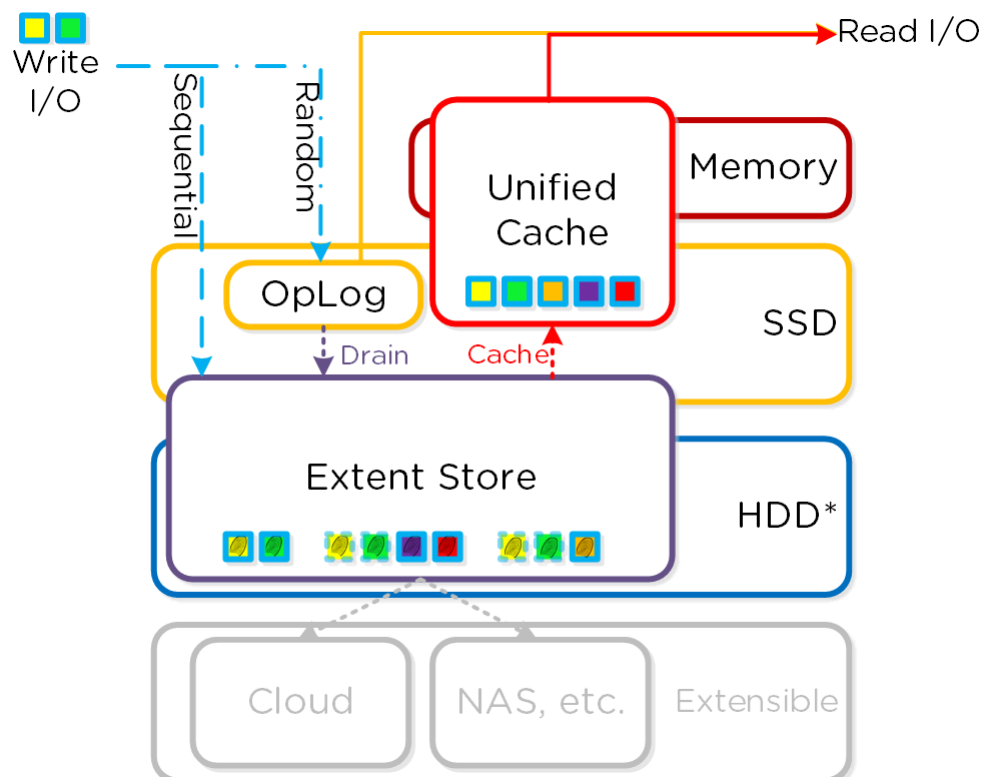 Write
I/O
Sequential
Random
Read I/O
Memory
Unified
Cache
OpLog
SSD
Drain
Cache
Extent Store
HDD*
Cloud
NAS, etc.
Extensible